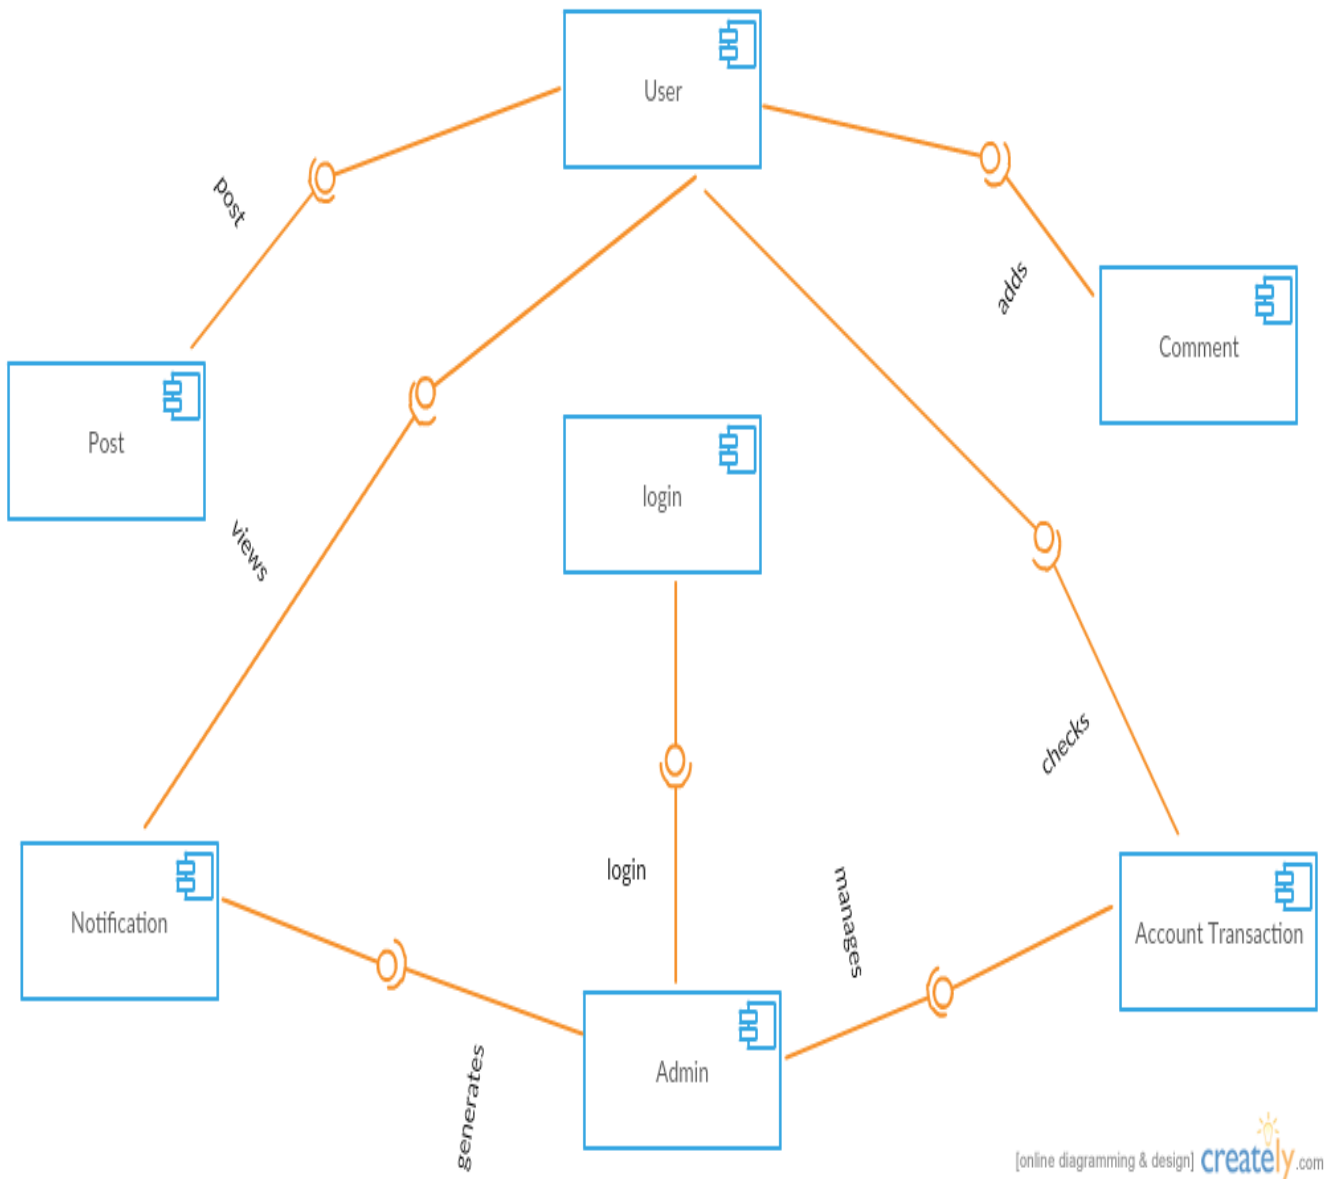 User
post
adds
Comment
Post
login
views
checks
login
manages
Notification
Account Transaction
generates
Admin
[online diagramming & design] creately.com